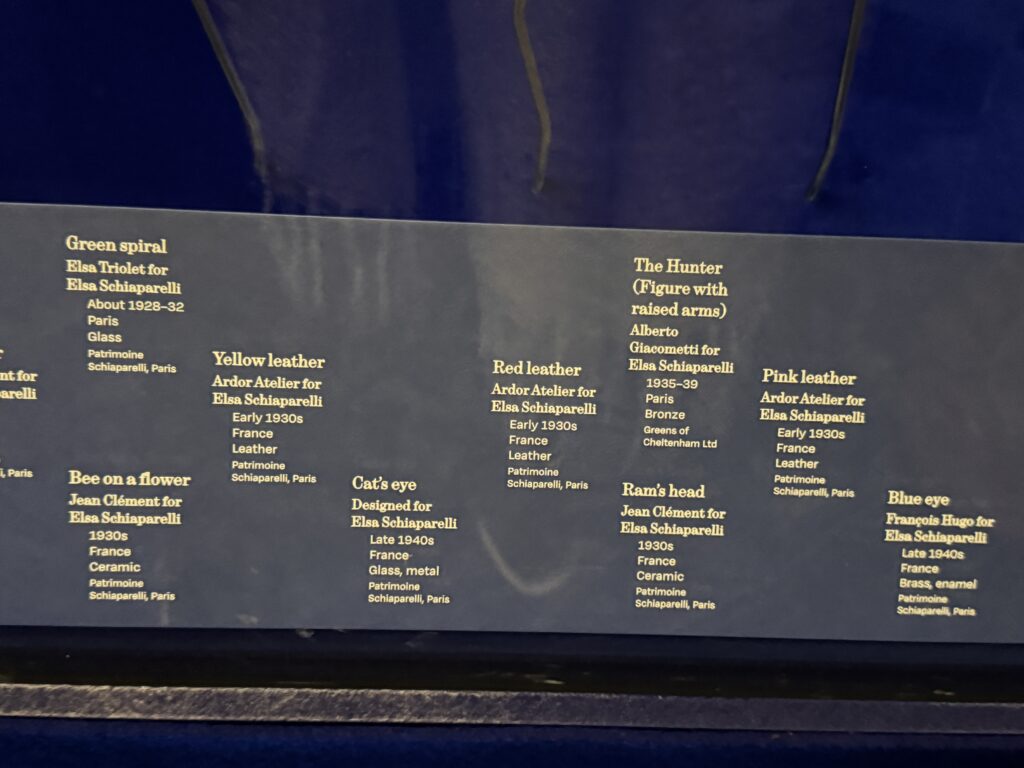 Green spiral
Elsa Triolet for
Elsa Schiaparelli
About 1928–32
Paris
Glass
Patrimoine
Schiaparelli, Paris
Yellow leather
Ardor Atelier for
Elsa Schiaparelli
Early 1930s
France
Leather
Patrimoine
Schiaparelli, Paris
Bee on a flower
Jean Clément for
Elsa Schiaparelli
1930s
France
Ceramic
Patrimoine
Schiaparelli, Paris
Cat's eye
Designed for
Elsa Schiaparelli
Late 1940s
France
Glass, metal
Patrimoine
Schiaparelli, Paris
Red leather
Ardor Atelier for
Elsa Schiaparelli
Early 1930s
France
Leather
Patrimoine
Schiaparelli, Paris
The Hunter
(Figure with
raised arms)
Alberto
Giacometti for
Elsa Schiaparelli
1935–39
Paris
Bronze
Greens of
Cheltenham Ltd
Ram's head
Jean Clément for
Elsa Schiaparelli
1930s
France
Ceramic
Patrimoine
Schiaparelli, Paris
Pink leather
Ardor Atelier for
Elsa Schiaparelli
Early 1930s
France
Leather
Patrimoine
Schiaparelli, Paris
Blue eye
François Hugo for
Elsa Schiaparelli
Late 1940s
France
Brass, enamel
Patrimoine
Schiaparelli, Paris